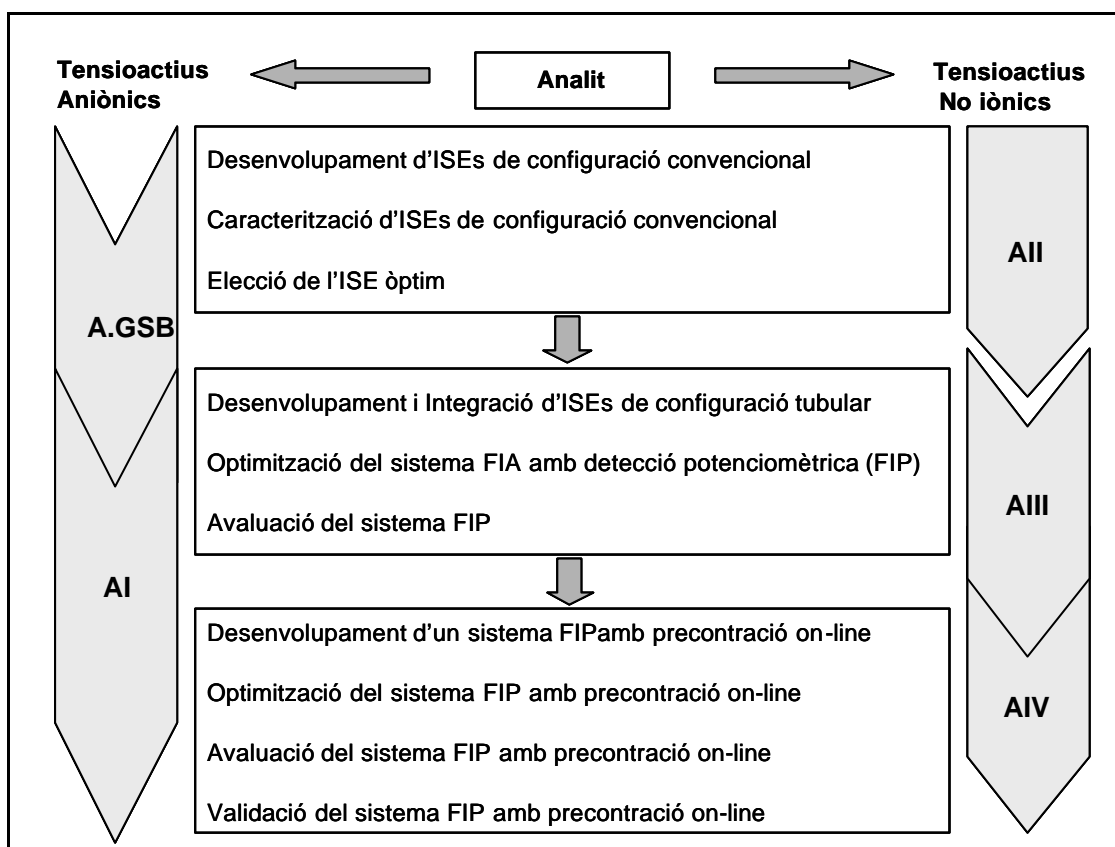 Tensioactius
Aniònics
Analit
Tensioactius
No iònics
Desenvolupament d'ISEs de configuració convencional
Caracterització d'ISEs de configuració convencional
Elecció de l'ISE òptim
A.GSB
AII
Desenvolupament i Integració d'ISEs de configuració tubular
Optimització del sistema FIA amb detecció potenciomètrica (FIP)
Avaluació del sistema FIP
AI
AIII
Desenvolupament d'un sistema FIPamb precontració on-line
Optimització del sistema FIP amb precontració on-line
Avaluació del sistema FIP amb precontració on-line
Validació del sistema FIP amb precontració on-line
AIV